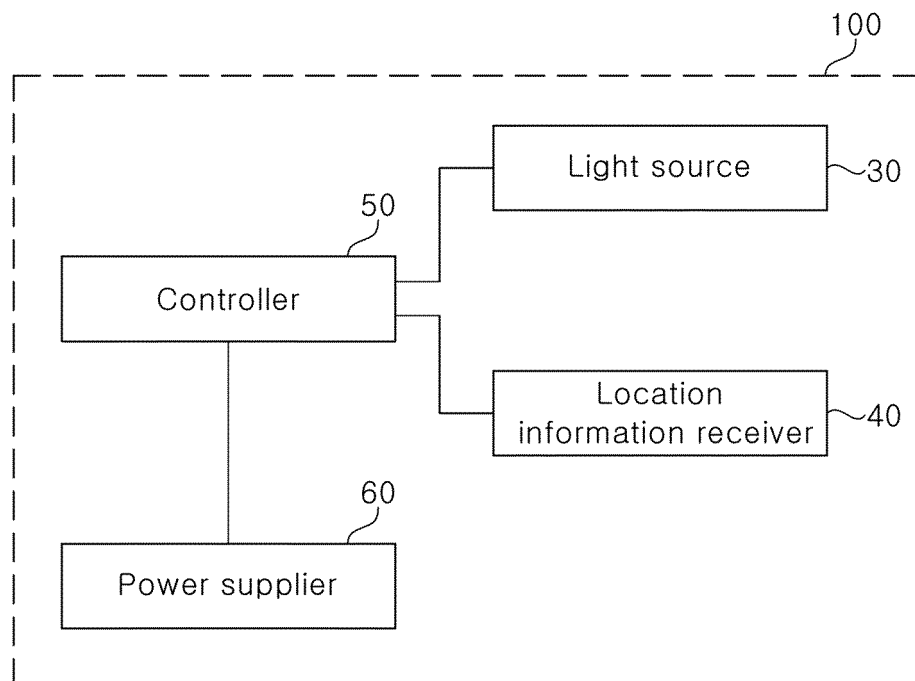 100
Light source
30
50
Controller
Location
information receiver
40
60
Power supplier